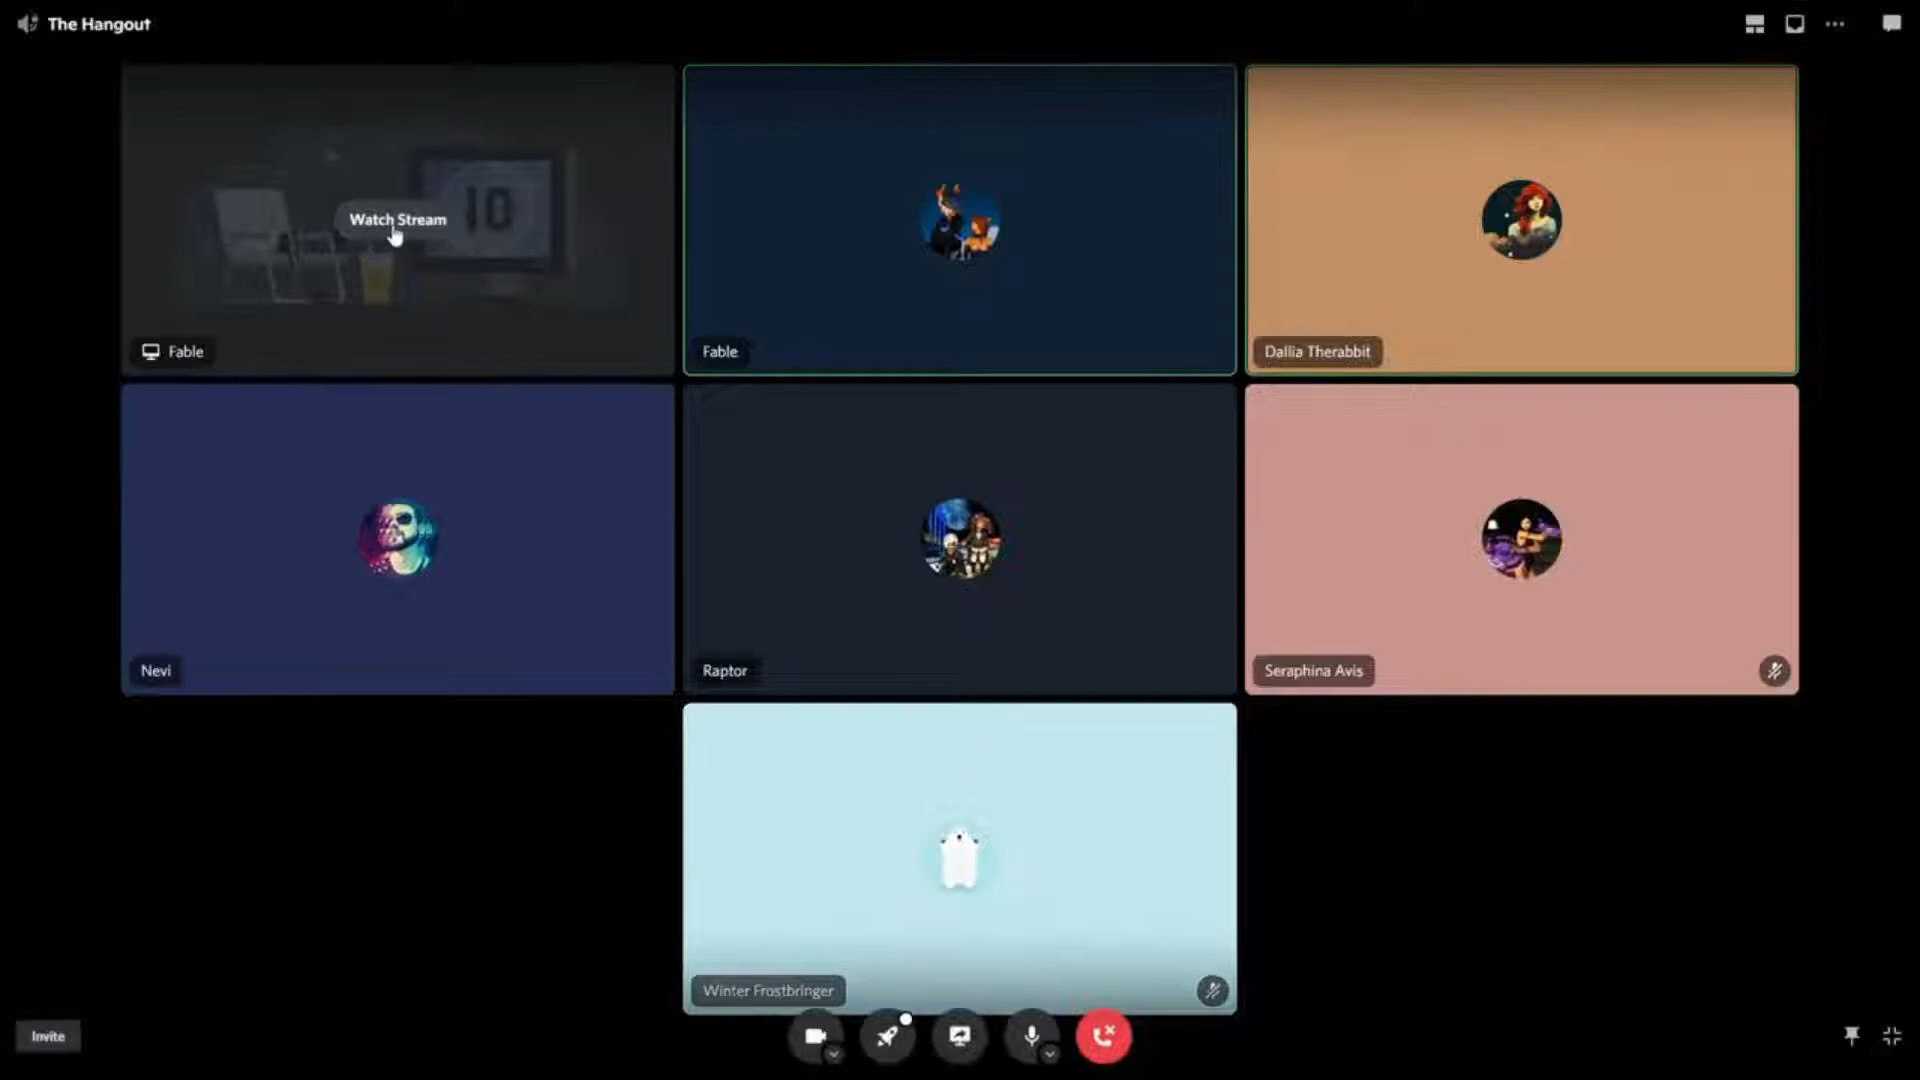 The Hangout
Watch Stream
10
Fable
Fable
Dallia Therabbit
Nevi
Raptor
Seraphina Avis
Winter Frostbringer
Invite